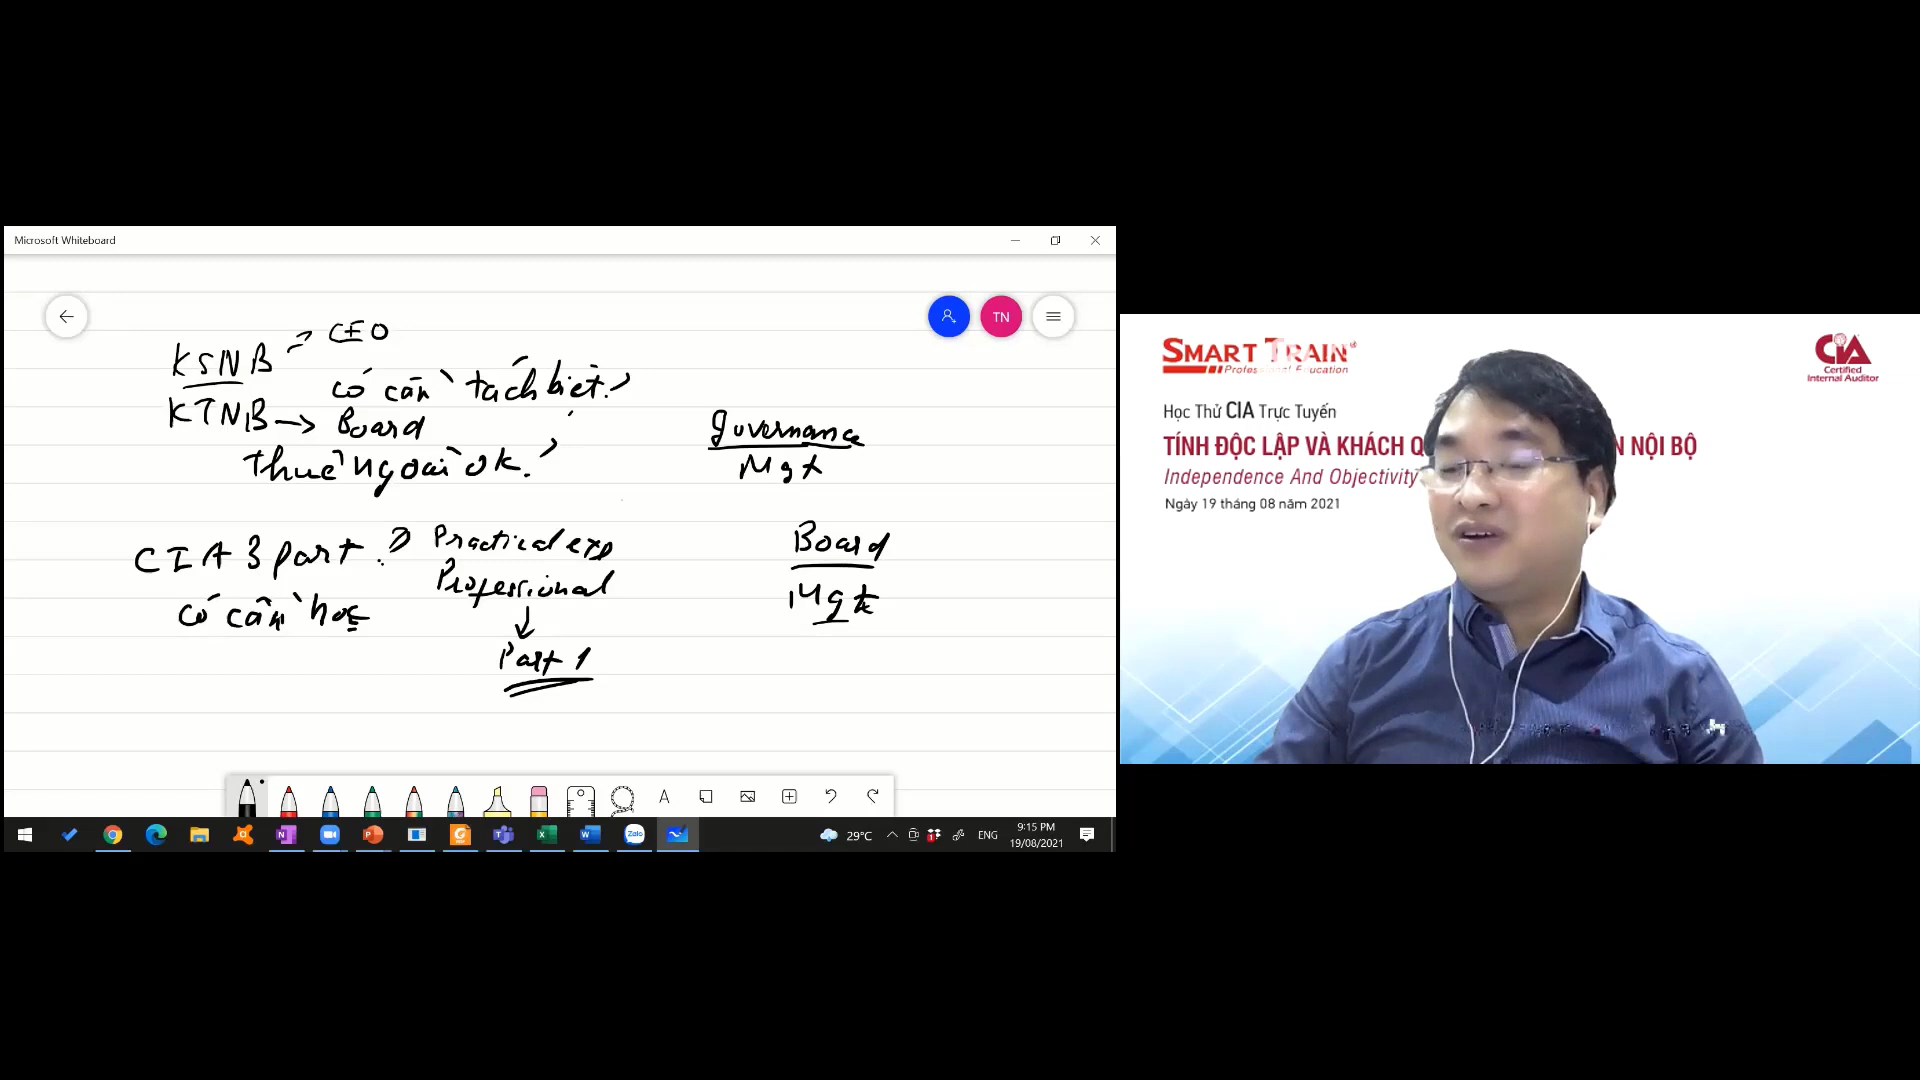 Microsoft Whiteboard
TN
KSNB → CEO
có cần tách biệt?
KTNB → Board
thuê ngoài ok?
Governance
Mgt
CIA 3 part? Practical exp
Professional
có cần học
Part 1
Board
Mgt
A
Zalo
29°C
ENG
9:15 PM
19/08/2021
SMART TRAIN
Professional Education
CIA
Certified
Internal Auditor
Học Thử CIA Trực Tuyến
TÍNH ĐỘC LẬP VÀ KHÁCH Q N NỘI BỘ
Independence And Objectivity
Ngày 19 tháng 08 năm 2021